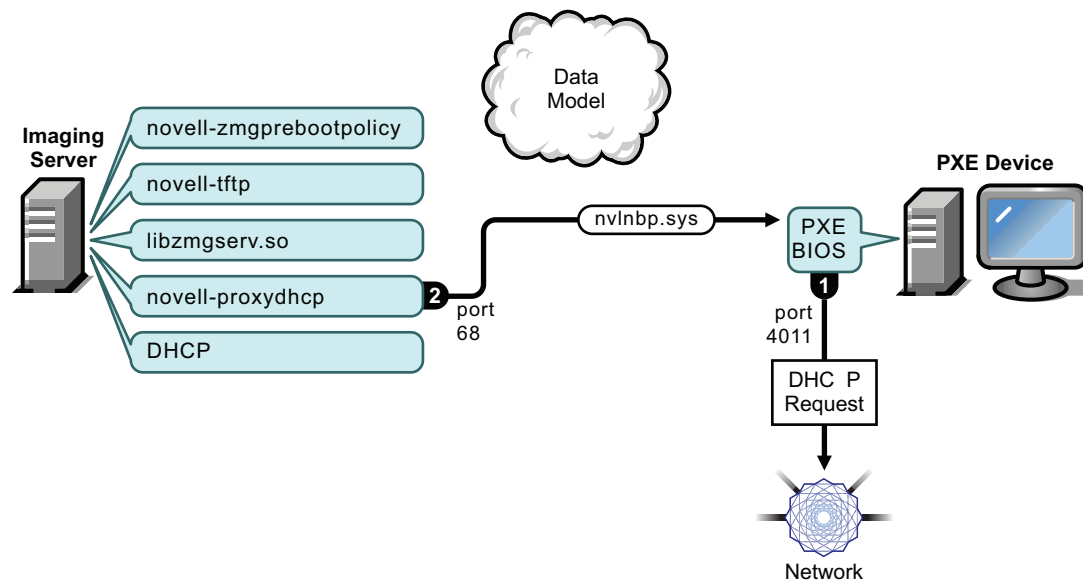 Data
Model
Imaging
Server
novell-zmgprebootpolicy
novell-tftp
libzmgserv.so
novell-proxydhcp
DHCP
2
port
68
nvlnbp.sys
PXE Device
PXE
BIOS
1
port
4011
DHC P
Request
Network